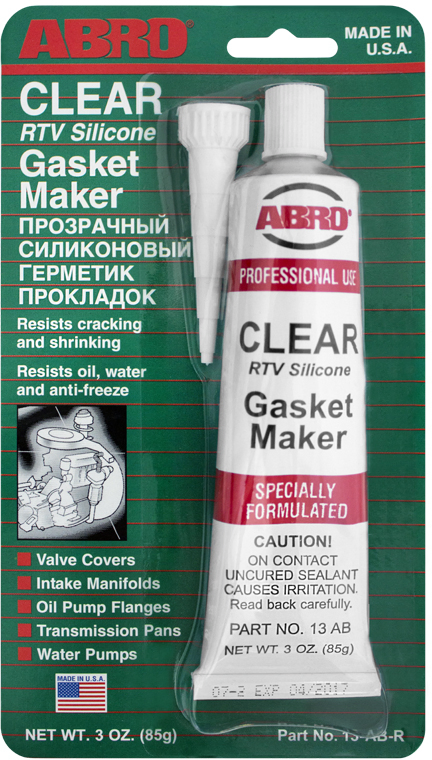 ABRO
MADE IN
U.S.A.
CLEAR
RTV Silicone
Gasket
Maker
ПРОЗРАЧНЫЙ
СИЛИКОНОВЫЙ
ГЕРМЕТИК
ПРОКЛАДОК
Resists cracking
and shrinking
Resists oil, water
and anti-freeze
Valve Covers
Intake Manifolds
Oil Pump Flanges
Transmission Pans
Water Pumps
MADE IN U.S.A.
NET WT. 3 OZ. (85g)
ABRO®
PROFESSIONAL USE
CLEAR
RTV Silicone
Gasket
Maker
SPECIALLY
FORMULATED
CAUTION!
ON CONTACT
UNCURED SEALANT
CAUSES IRRITATION.
Read back carefully.
PART NO. 13 AB
NET WT. 3 OZ. (85g)
07-2 EXP 04/2017
Part No. 13-AB-R